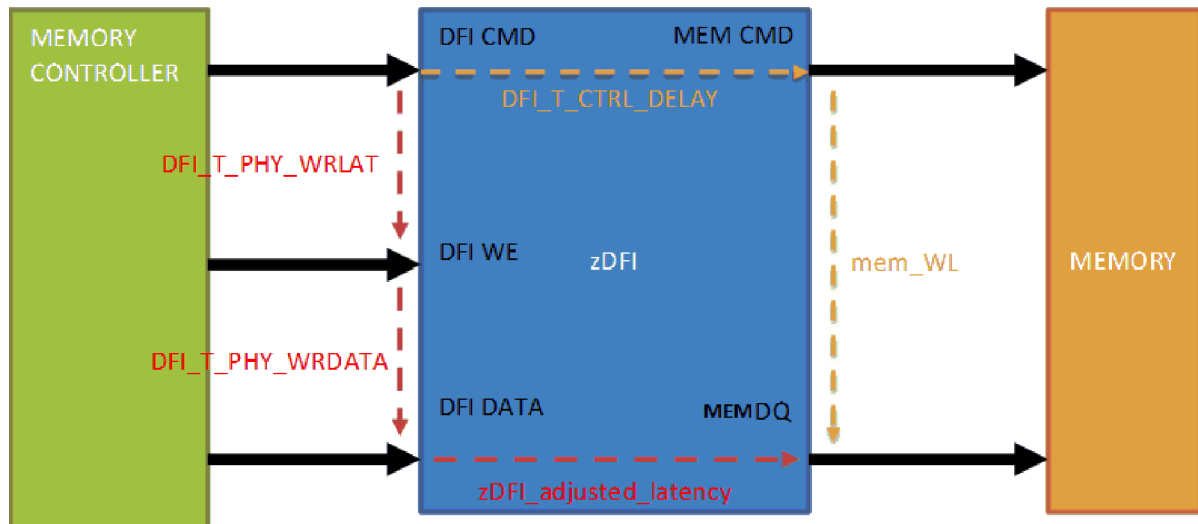 MEMORY
CONTROLLER
DFI CMD
MEM CMD
DFI_T_CTRL_DELAY
DFI_T_PHY_WRLAT
DFI WE
zDFI
mem_WL
MEMORY
DFI_T_PHY_WRDATA
DFI DATA
MEMDQ
zDFI_adjusted_latency